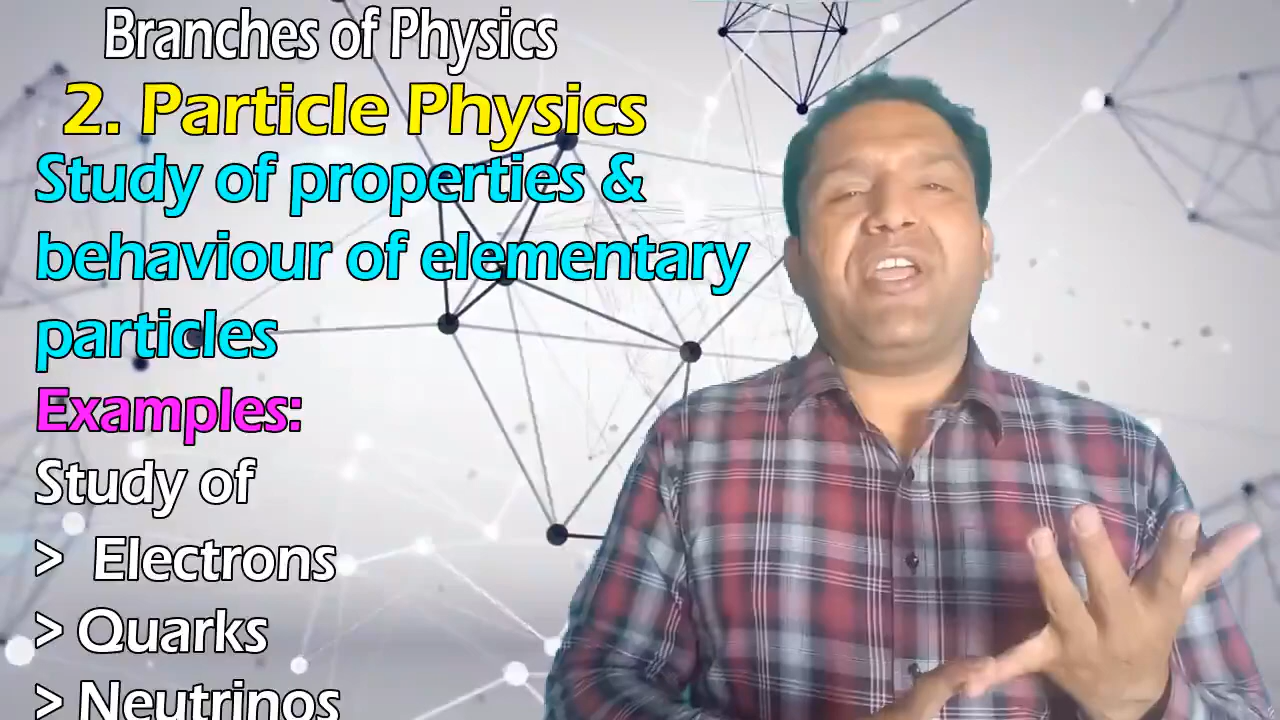 Branches of Physics
2. Particle Physics
Study of properties &
behaviour of elementary
particles
Examples:
Study of
> Electrons
> Quarks
> Neutrinos